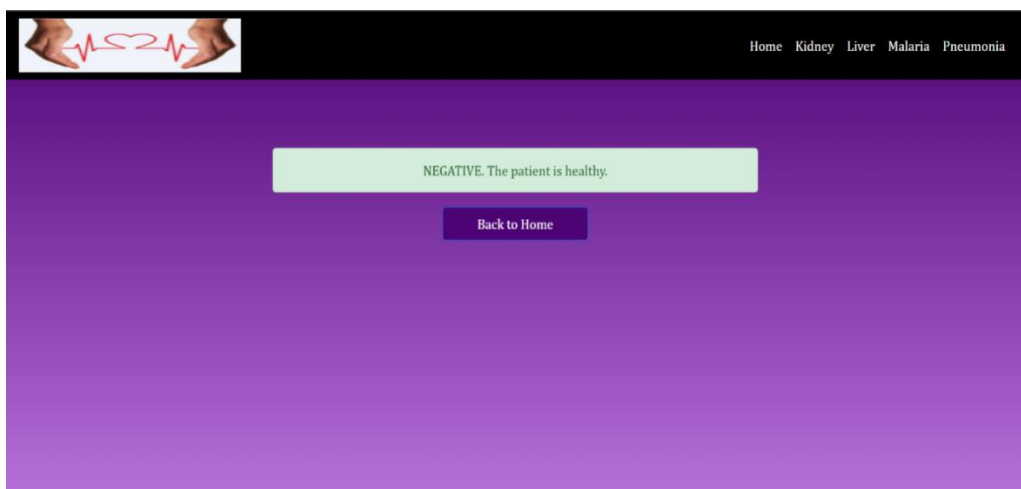 Home Kidney Liver Malaria Pneumonia
NEGATIVE. The patient is healthy.
Back to Home